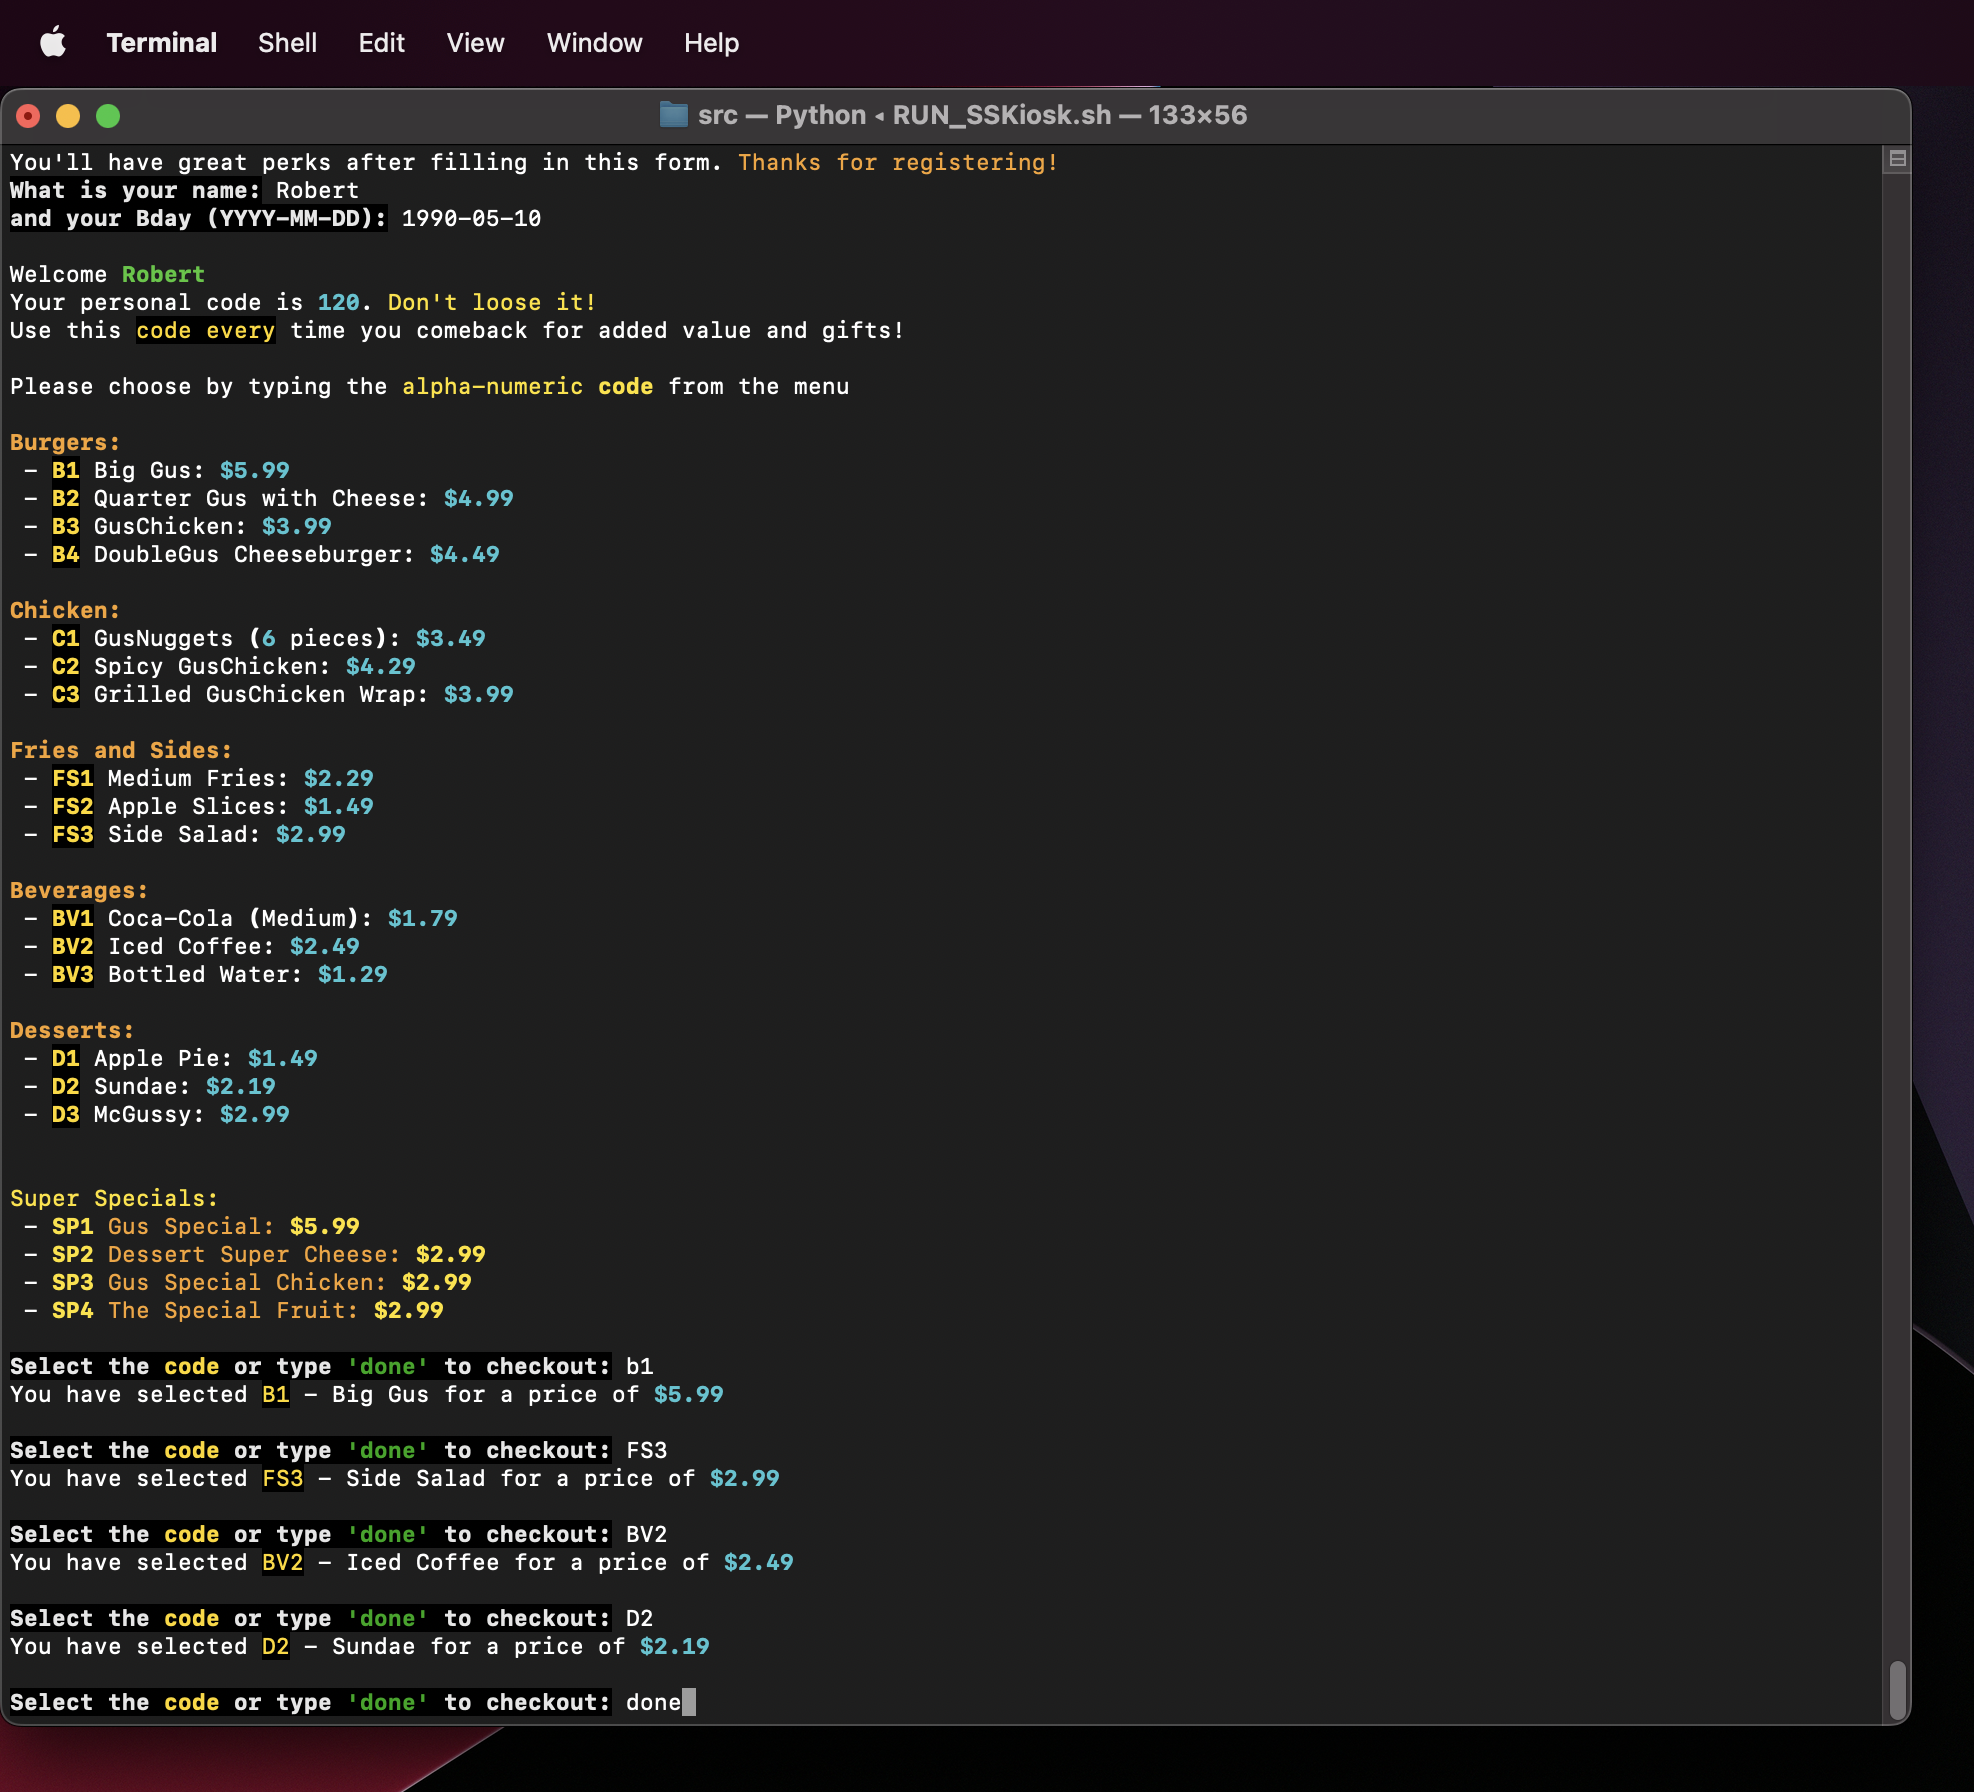 Terminal Shell Edit View Window Help
src — Python ◂ RUN_SSKiosk.sh — 133×56
You'll have great perks after filling in this form. Thanks for registering!
What is your name: Robert
and your Bday (YYYY-MM-DD): 1990-05-10
Welcome Robert
Your personal code is 120. Don't loose it!
Use this code every time you comeback for added value and gifts!
Please choose by typing the alpha-numeric code from the menu
Burgers:
- B1 Big Gus: $5.99
- B2 Quarter Gus with Cheese: $4.99
- B3 GusChicken: $3.99
- B4 DoubleGus Cheeseburger: $4.49
Chicken:
- C1 GusNuggets (6 pieces): $3.49
- C2 Spicy GusChicken: $4.29
- C3 Grilled GusChicken Wrap: $3.99
Fries and Sides:
- FS1 Medium Fries: $2.29
- FS2 Apple Slices: $1.49
- FS3 Side Salad: $2.99
Beverages:
- BV1 Coca-Cola (Medium): $1.79
- BV2 Iced Coffee: $2.49
- BV3 Bottled Water: $1.29
Desserts:
- D1 Apple Pie: $1.49
- D2 Sundae: $2.19
- D3 McGussy: $2.99
Super Specials:
- SP1 Gus Special: $5.99
- SP2 Dessert Super Cheese: $2.99
- SP3 Gus Special Chicken: $2.99
- SP4 The Special Fruit: $2.99
Select the code or type 'done' to checkout: b1
You have selected B1 - Big Gus for a price of $5.99
Select the code or type 'done' to checkout: FS3
You have selected FS3 - Side Salad for a price of $2.99
Select the code or type 'done' to checkout: BV2
You have selected BV2 - Iced Coffee for a price of $2.49
Select the code or type 'done' to checkout: D2
You have selected D2 - Sundae for a price of $2.19
Select the code or type 'done' to checkout: done